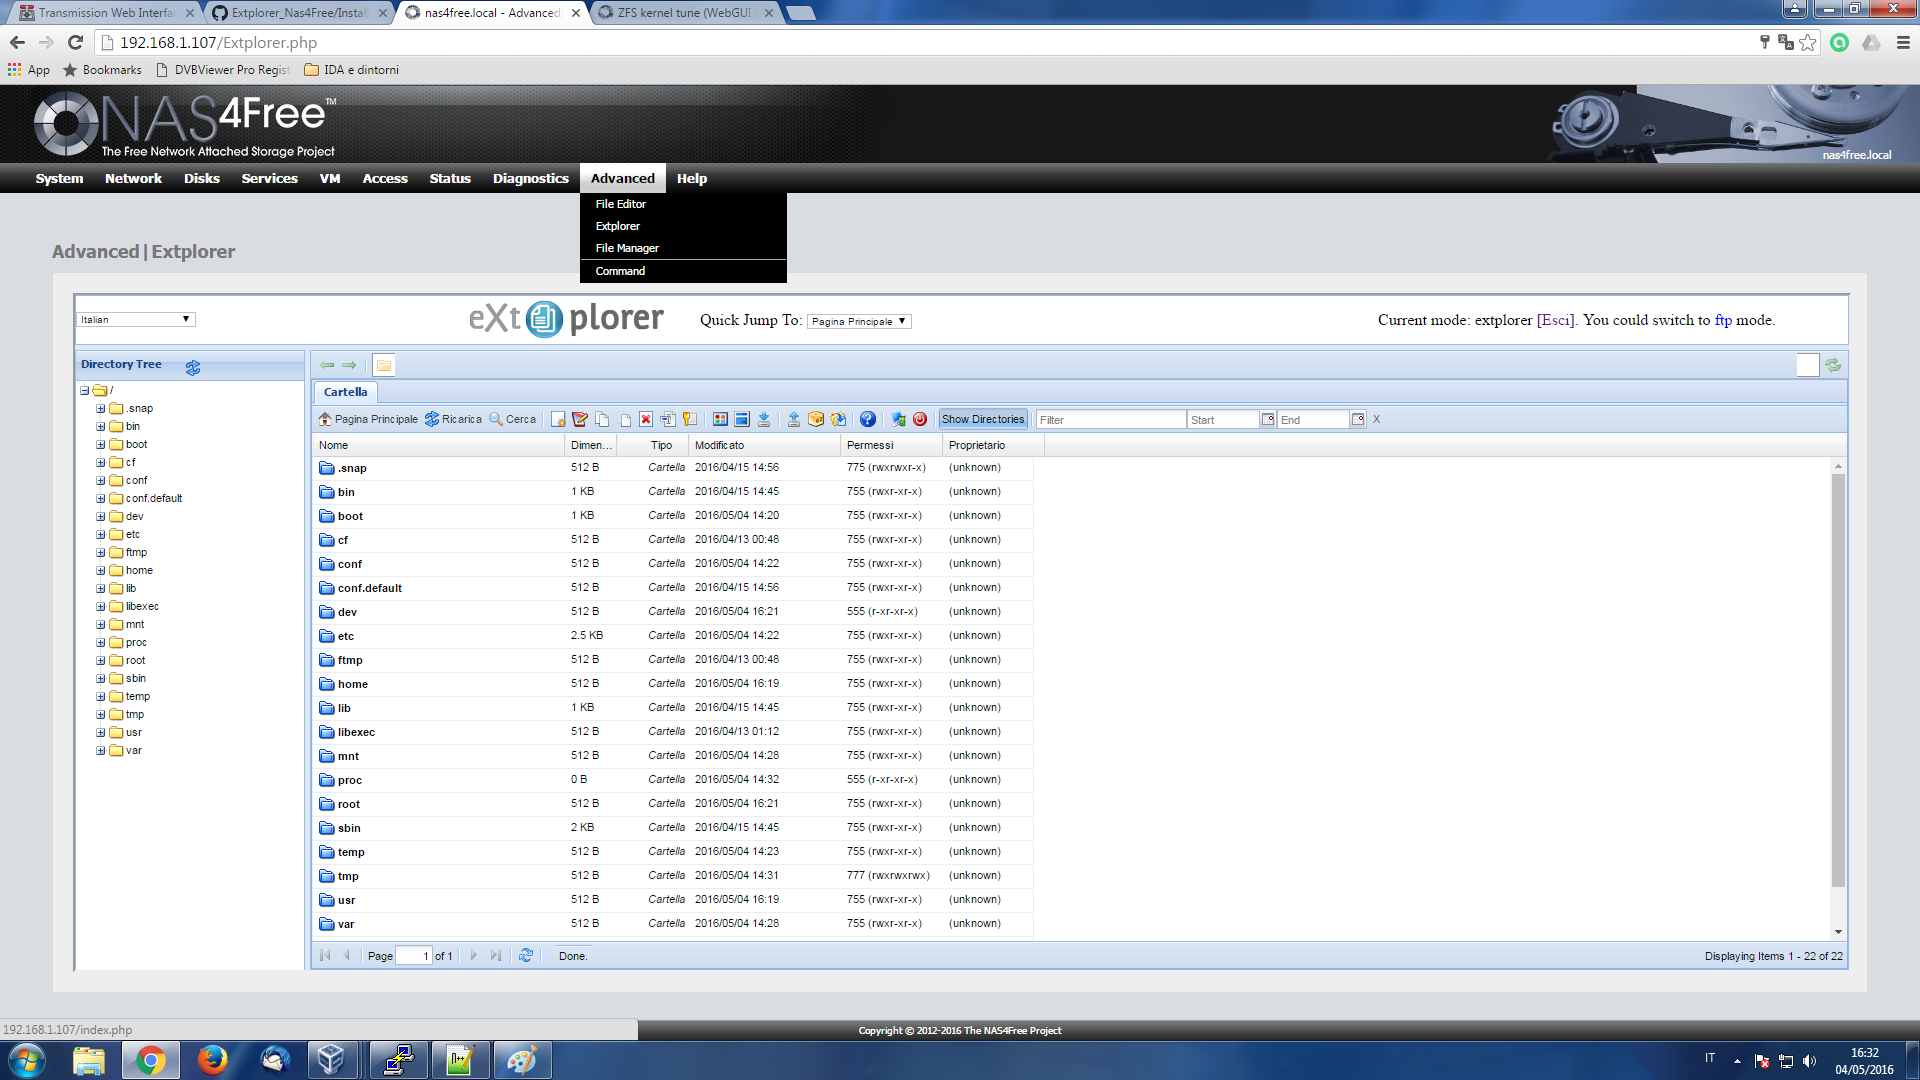 Transmission Web Interfa
Extplorer_Nas4Free/Install
nas4free.local - Advanced|
ZFS kernel tune (WebGUI
192.168.1.107/Extplorer.php
App
Bookmarks
DVBViewer Pro Regist
IDA e dintorni
NAS4Free™
The Free Network Attached Storage Project
nas4free.local
System Network Disks Services VM Access Status Diagnostics Advanced Help
File Editor
Extplorer
File Manager
Command
Advanced|Extplorer
Italian
eXtplorer
Quick Jump To: Pagina Principale
Current mode: extplorer [Esci]. You could switch to ftp mode.
Directory Tree
/
.snap
bin
boot
cf
conf
conf.default
dev
etc
ftmp
home
lib
libexec
mnt
proc
root
sbin
temp
tmp
usr
var
Cartella
Pagina Principale Ricarica Cerca Show Directories Filter Start End X
Nome Dimen... Tipo Modificato Permessi Proprietario
.snap 512 B Cartella 2016/04/15 14:56 775 (rwxrwxr-x) (unknown)
bin 1 KB Cartella 2016/04/15 14:45 755 (rwxr-xr-x) (unknown)
boot 1 KB Cartella 2016/05/04 14:20 755 (rwxr-xr-x) (unknown)
cf 512 B Cartella 2016/04/13 00:48 755 (rwxr-xr-x) (unknown)
conf 512 B Cartella 2016/05/04 14:22 755 (rwxr-xr-x) (unknown)
conf.default 512 B Cartella 2016/04/15 14:56 755 (rwxr-xr-x) (unknown)
dev 512 B Cartella 2016/05/04 16:21 555 (r-xr-xr-x) (unknown)
etc 2.5 KB Cartella 2016/05/04 14:22 755 (rwxr-xr-x) (unknown)
ftmp 512 B Cartella 2016/04/13 00:48 755 (rwxr-xr-x) (unknown)
home 512 B Cartella 2016/05/04 16:19 755 (rwxr-xr-x) (unknown)
lib 1 KB Cartella 2016/04/15 14:45 755 (rwxr-xr-x) (unknown)
libexec 512 B Cartella 2016/04/13 01:12 755 (rwxr-xr-x) (unknown)
mnt 512 B Cartella 2016/05/04 14:28 755 (rwxr-xr-x) (unknown)
proc 0 B Cartella 2016/05/04 14:32 555 (r-xr-xr-x) (unknown)
root 512 B Cartella 2016/05/04 16:21 755 (rwxr-xr-x) (unknown)
sbin 2 KB Cartella 2016/04/15 14:45 755 (rwxr-xr-x) (unknown)
temp 512 B Cartella 2016/05/04 14:23 755 (rwxr-xr-x) (unknown)
tmp 512 B Cartella 2016/05/04 14:31 777 (rwxrwxrwx) (unknown)
usr 512 B Cartella 2016/05/04 16:19 755 (rwxr-xr-x) (unknown)
var 512 B Cartella 2016/05/04 14:28 755 (rwxr-xr-x) (unknown)
Page 1 of 1 Done. Displaying Items 1 - 22 of 22
192.168.1.107/index.php
Copyright © 2012-2016 The NAS4Free Project
IT
16:32
04/05/2016